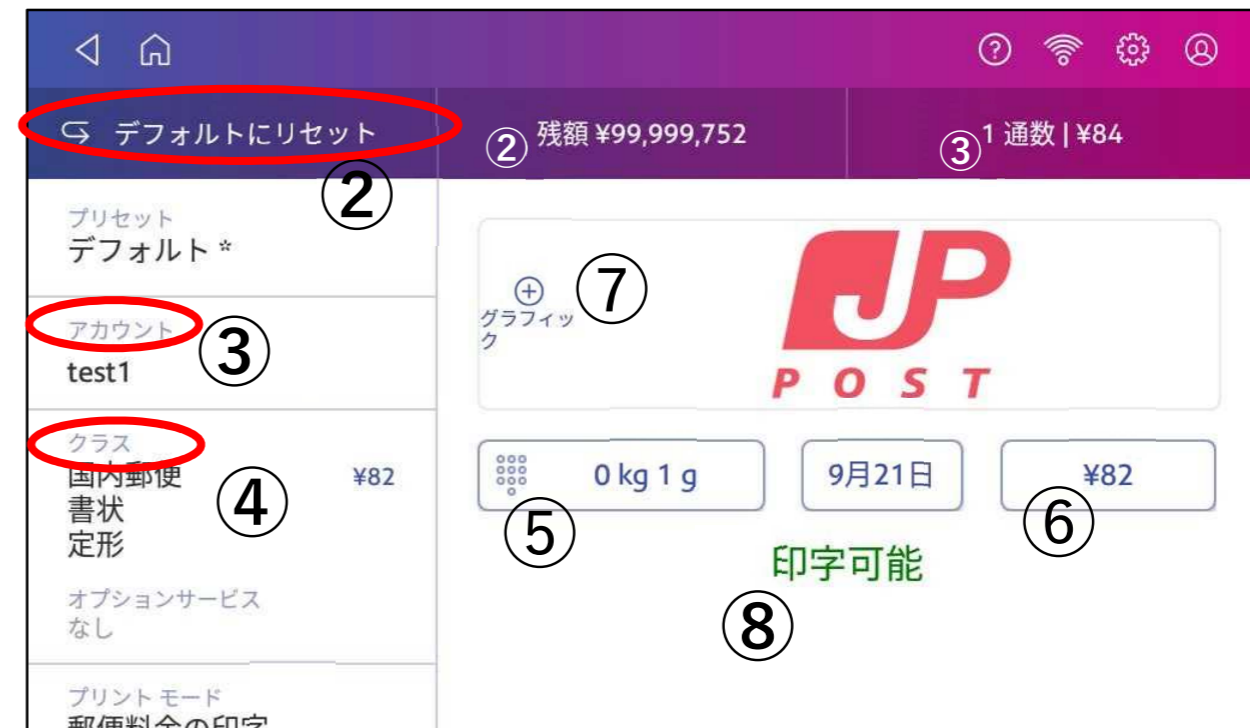 デフォルトにリセット
②
② 残額 ¥99,999,752
③ 1 通数 | ¥84
プリセット
デフォルト *
アカウント
③
test1
クラス
国内郵便 ¥82
書状
定形
④
オプションサービス
なし
プリント モード
郵便料金の印字
⑦
グラフィッ
ク
JP
POST
0 kg 1 g
9月21日
¥82
⑤
⑥
印字可能
⑧